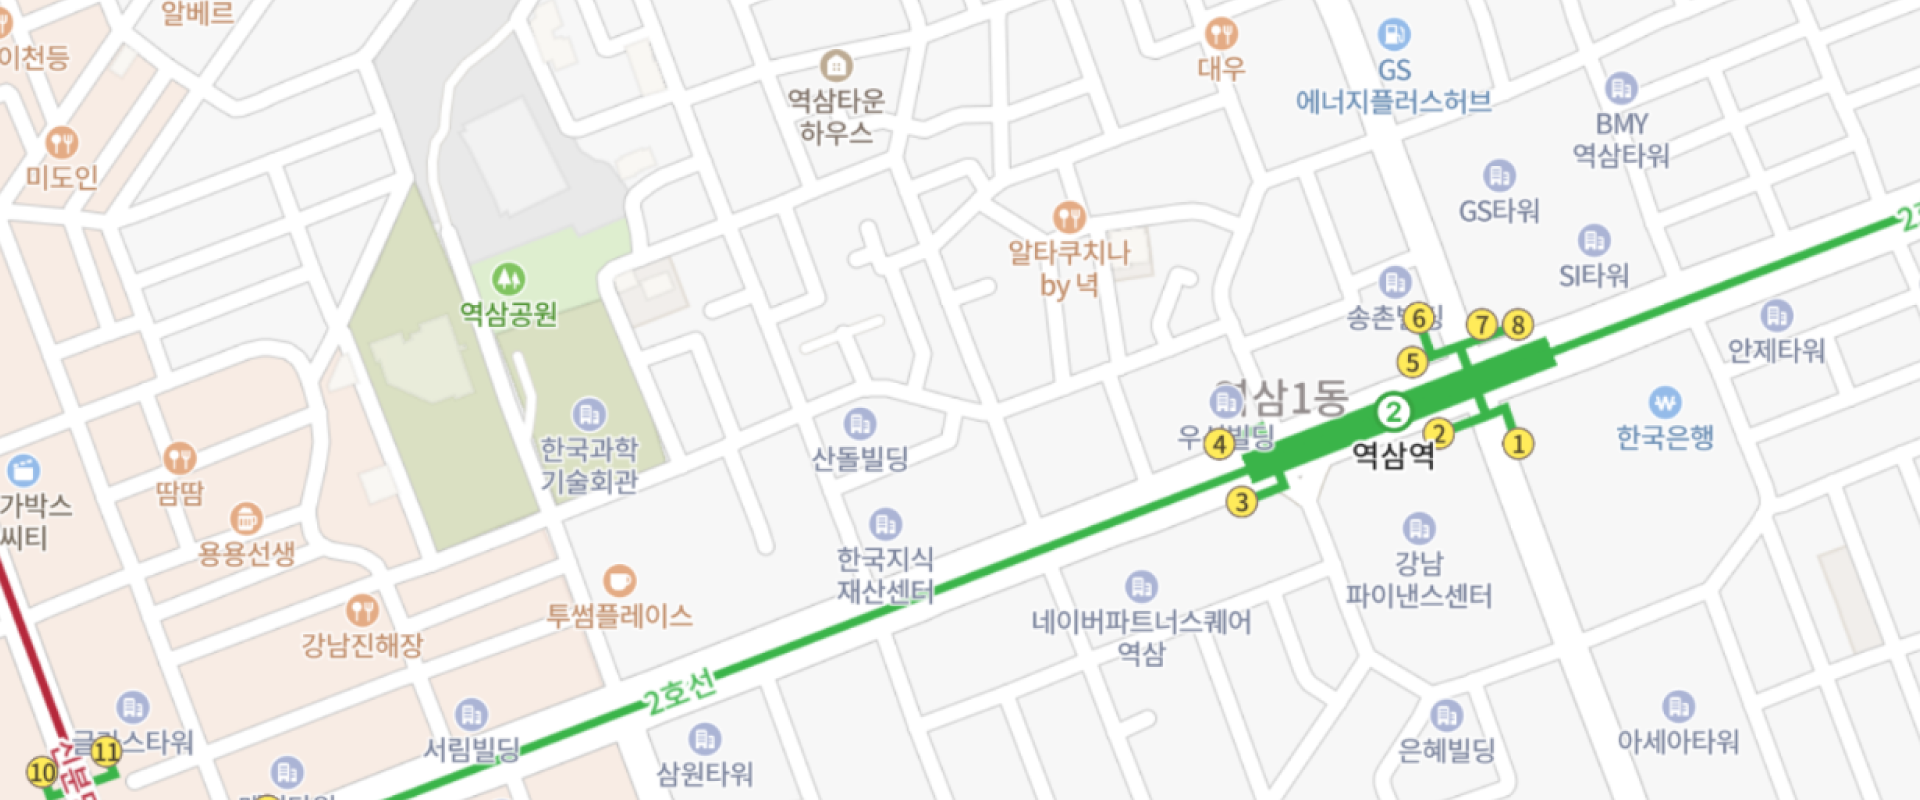 알베르
이천등
미도인
역삼타운
하우스
대우
GS
에너지플러스허브
BMY
역삼타워
GS타워
SI타워
알타쿠치나
by 녁
역삼공원
6
7
8
5
안제타워
역삼1동
2
2
1
4
3
역삼역
한국은행
한국과학
기술회관
산돌빌딩
땀땀
가박스
씨티
용용선생
한국지식
재산센터
강남
파이낸스센터
투썸플레이스
네이버파트너스퀘어
역삼
강남진해장
2호선
서림빌딩
삼원타워
은혜빌딩
아세아타워
11
10